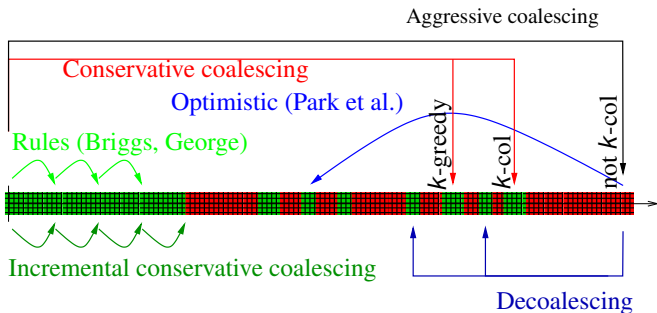 Aggressive coalescing
Conservative coalescing
Optimistic (Park et al.)
Rules (Briggs, George)
k-greedy
k-col
not k-col
Incremental conservative coalescing
Decoalescing